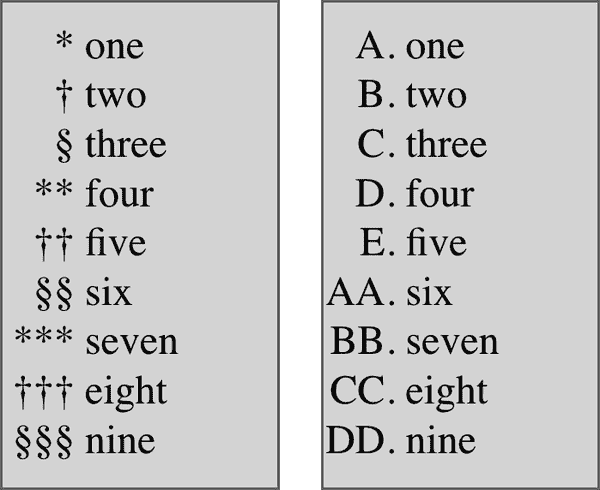 * one
† two
§ three
** four
†† five
§§ six
*** seven
††† eight
§§§ nine
A. one
B. two
C. three
D. four
E. five
AA. six
BB. seven
CC. eight
DD. nine